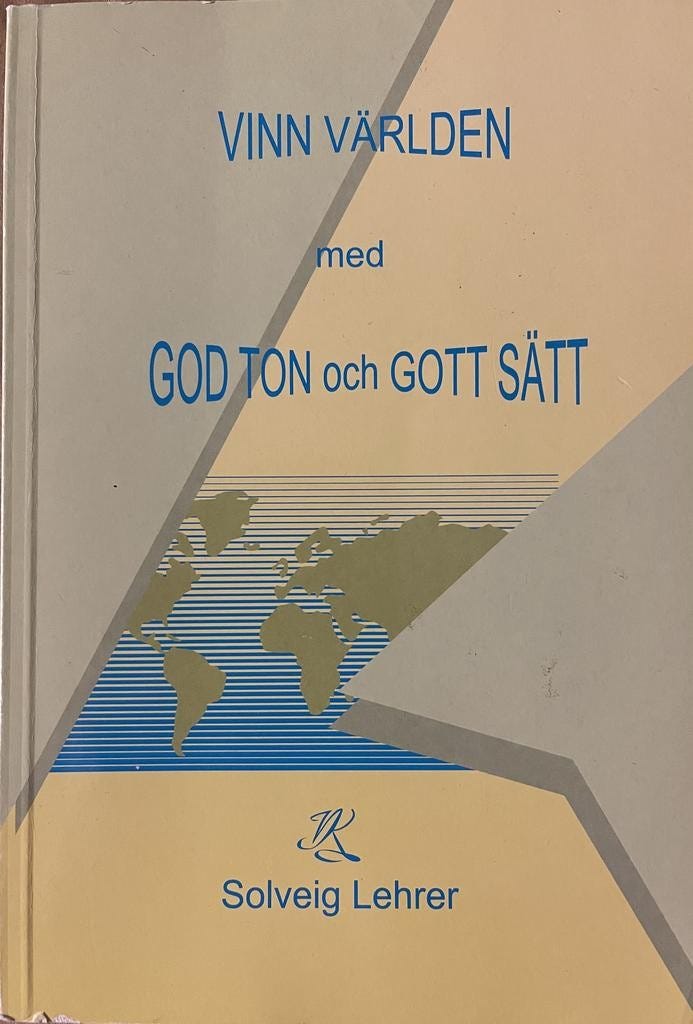 VINN VÄRLDEN
med
GOD TON och GOTT SÄTT
Solveig Lehrer